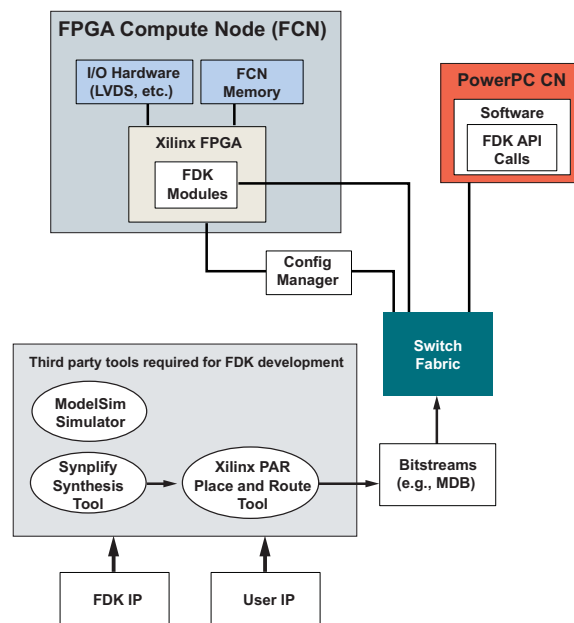 FPGA Compute Node (FCN)
I/O Hardware
(LVDS, etc.)
FCN
Memory
Xilinx FPGA
FDK
Modules
PowerPC CN
Software
FDK API
Calls
Config
Manager
Switch
Fabric
Third party tools required for FDK development
ModelSim
Simulator
Synplify
Synthesis
Tool
Xilinx PAR
Place and Route
Tool
Bitstreams
(e.g., MDB)
FDK IP
User IP